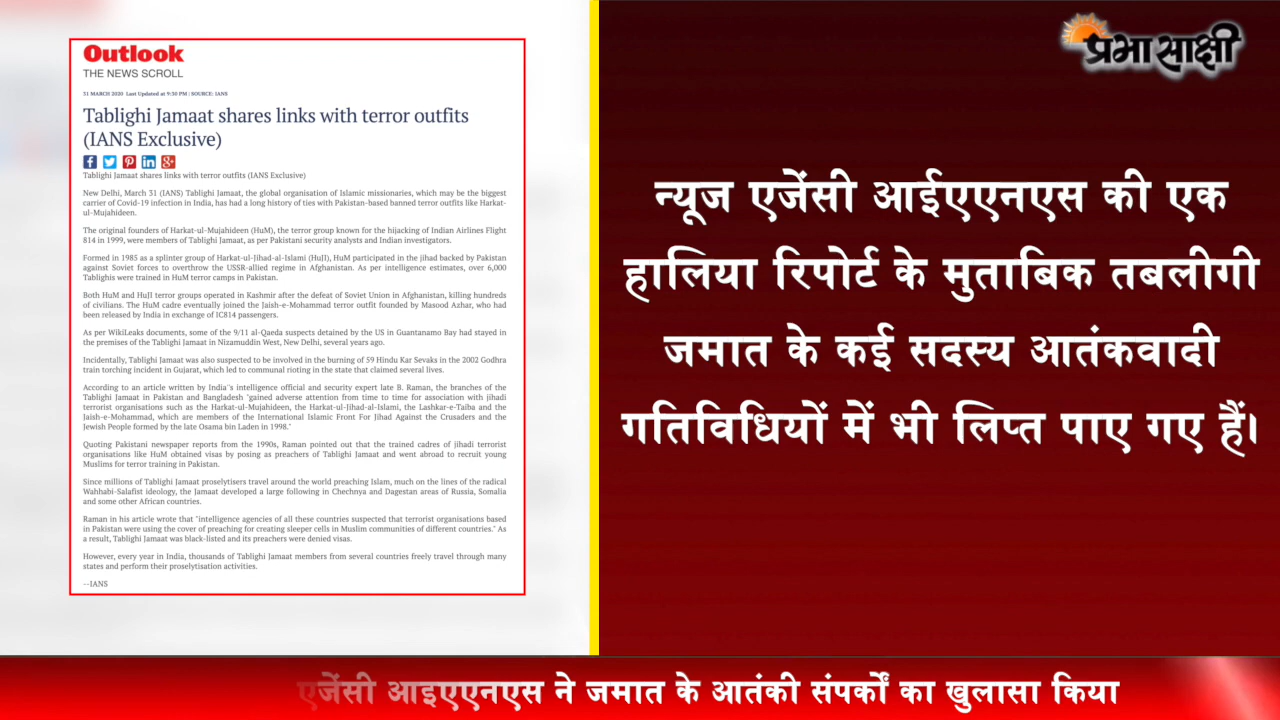 Outlook
THE NEWS SCROLL
31 MARCH 2020 Last Updated at 9:30 PM | SOURCE: IANS
Tablighi Jamaat shares links with terror outfits
(IANS Exclusive)
Tablighi Jamaat shares links with terror outfits (IANS Exclusive)
New Delhi, March 31 (IANS) Tablighi Jamaat, the global organisation of Islamic missionaries, which may be the biggest
carrier of Covid-19 infection in India, has had a long history of ties with Pakistan-based banned terror outfits like Harkat-
ul-Mujahideen.
The original founders of Harkat-ul-Mujahideen (HuM), the terror group known for the hijacking of Indian Airlines Flight
814 in 1999, were members of Tablighi Jamaat, as per Pakistani security analysts and Indian investigators.
Formed in 1985 as a splinter group of Harkat-ul-Jihad-al-Islami (HuJI), HuM participated in the jihad backed by Pakistan
against Soviet forces to overthrow the USSR-allied regime in Afghanistan. As per intelligence estimates, over 6,000
Tablighis were trained in HuM terror camps in Pakistan.
Both HuM and HuJI terror groups operated in Kashmir after the defeat of Soviet Union in Afghanistan, killing hundreds
of civilians. The HuM cadre eventually joined the Jaish-e-Mohammad terror outfit founded by Masood Azhar, who had
been released by India in exchange of IC814 passengers.
As per WikiLeaks documents, some of the 9/11 al-Qaeda suspects detained by the US in Guantanamo Bay had stayed in
the premises of the Tablighi Jamaat in Nizamuddin West, New Delhi, several years ago.
Incidentally, Tablighi Jamaat was also suspected to be involved in the burning of 59 Hindu Kar Sevaks in the 2002 Godhra
train torching incident in Gujarat, which led to communal rioting in the state that claimed several lives.
According to an article written by India"s intelligence official and security expert late B. Raman, the branches of the
Tablighi Jamaat in Pakistan and Bangladesh "gained adverse attention from time to time for association with jihadi
terrorist organisations such as the Harkat-ul-Mujahideen, the Harkat-ul-Jihad-al-Islami, the Lashkar-e-Taiba and the
Jaish-e-Mohammad, which are members of the International Islamic Front For Jihad Against the Crusaders and the
Jewish People formed by the late Osama bin Laden in 1998."
Quoting Pakistani newspaper reports from the 1990s, Raman pointed out that the trained cadres of jihadi terrorist
organisations like HuM obtained visas by posing as preachers of Tablighi Jamaat and went abroad to recruit young
Muslims for terror training in Pakistan.
Since millions of Tablighi Jamaat proselytisers travel around the world preaching Islam, much on the lines of the radical
Wahhabi-Salafist ideology, the Jamaat developed a large following in Chechnya and Dagestan areas of Russia, Somalia
and some other African countries.
Raman in his article wrote that "intelligence agencies of all these countries suspected that terrorist organisations based
in Pakistan were using the cover of preaching for creating sleeper cells in Muslim communities of different countries." As
a result, Tablighi Jamaat was black-listed and its preachers were denied visas.
However, every year in India, thousands of Tablighi Jamaat members from several countries freely travel through many
states and perform their proselytisation activities.
--IANS
प्रभासाक्षी
न्यूज एजेंसी आईएएनएस की एक
हालिया रिपोर्ट के मुताबिक तबलीगी
जमात के कई सदस्य आतंकवादी
गतिविधियों में भी लिप्त पाए गए हैं।
एजेंसी आइएएनएस ने जमात के आतंकी संपर्कों का खुलासा किया